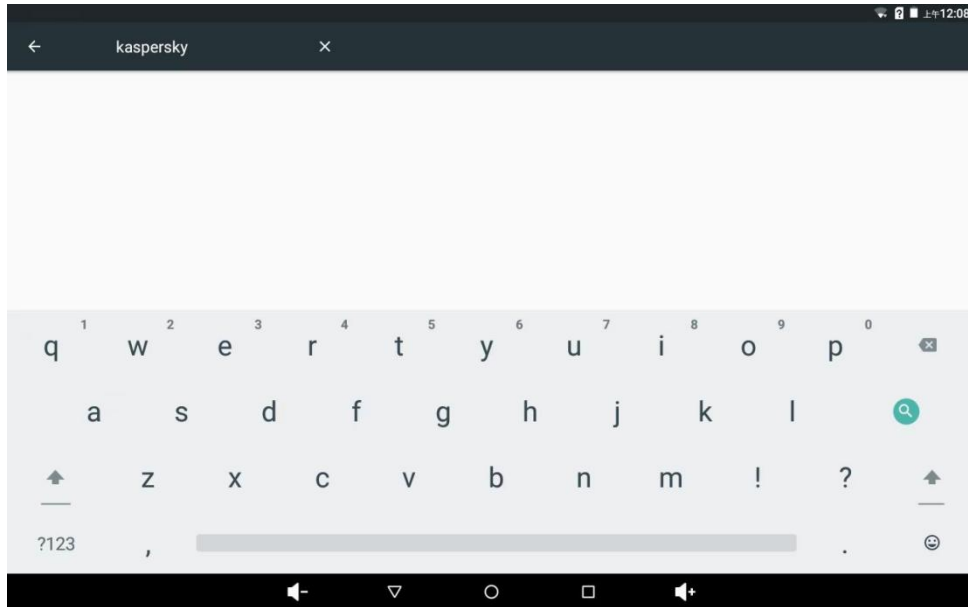 上午12:08
kaspersky
1 2 3 4 5 6 7 8 9 0
q w e r t y u i o p
a s d f g h j k l
z x c v b n m ! ?
?123 , .